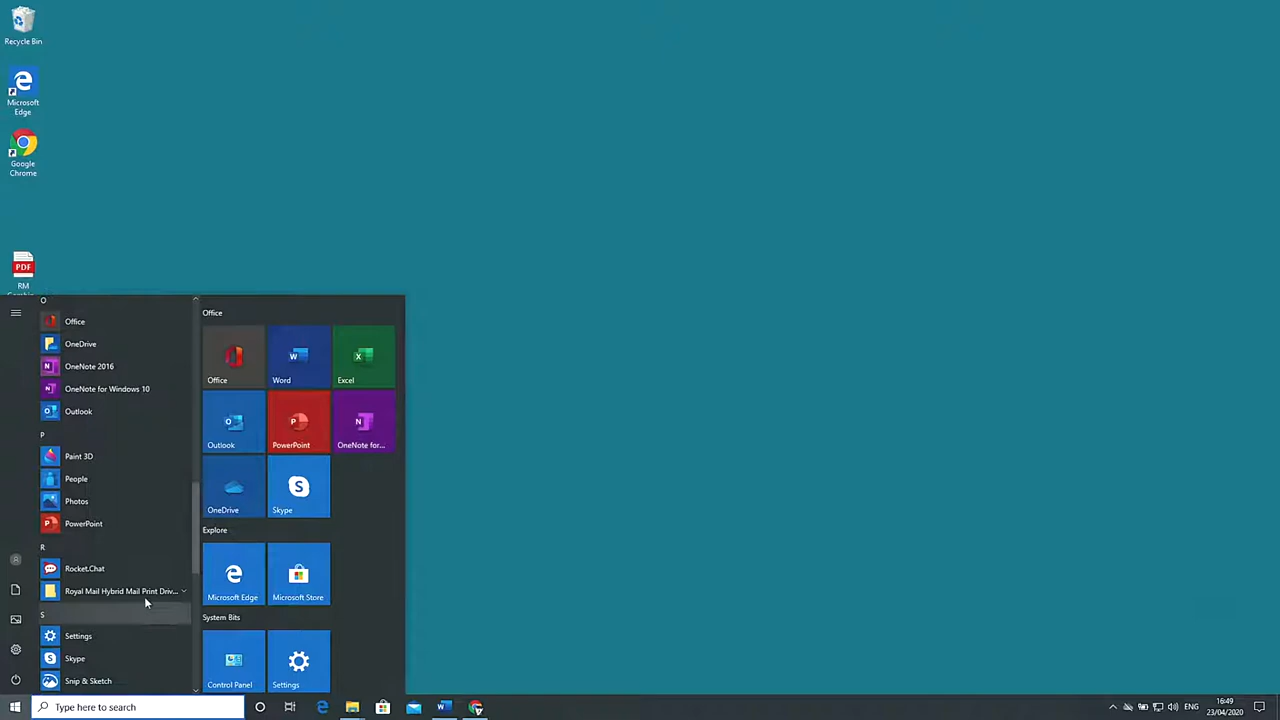 Recycle Bin
Microsoft
Edge
Google
Chrome
PDF
RM
O
Office
OneDrive
OneNote 2016
OneNote for Windows 10
Outlook
P
Paint 3D
People
Photos
PowerPoint
R
Rocket.Chat
Royal Mail Hybrid Mail Print Driv...
S
Settings
Skype
Snip & Sketch
Office
Office
Word
Excel
Outlook
PowerPoint
OneNote for...
OneDrive
Skype
Explore
Microsoft Edge
Microsoft Store
System Bits
Control Panel
Settings
Type here to search
ENG
16:49
23/04/2020